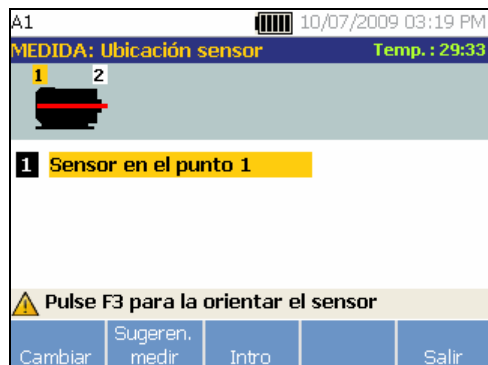 A1 10/07/2009 03:19 PM
MEDIDA: Ubicación sensor Temp.: 29:33
1 2
1 Sensor en el punto 1
Pulse F3 para la orientar el sensor
Cambiar Sugeren. medir Intro Salir